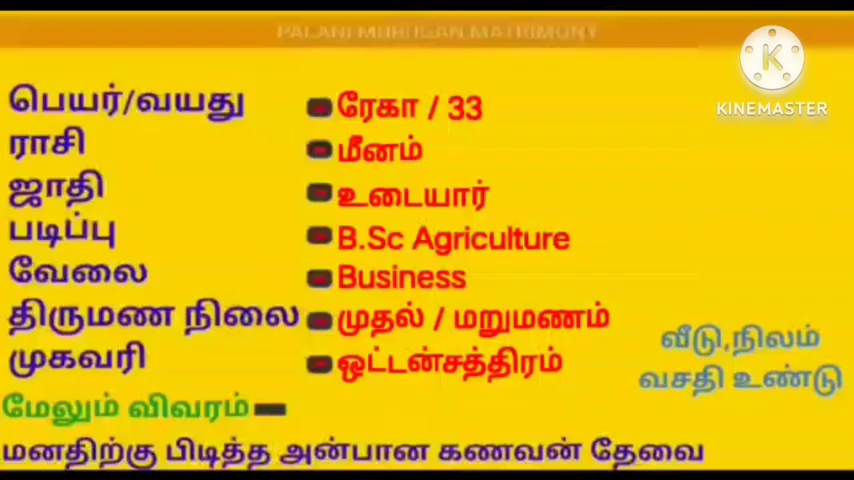 PALANI MURUGAN MATRIMONY
KINEMASTER
பெயர்/வயது - ரேகா / 33
ராசி - மீனம்
ஜாதி - உடையார்
படிப்பு - B.Sc Agriculture
வேலை - Business
திருமண நிலை - முதல் / மறுமணம்
முகவரி - ஒட்டன்சத்திரம்
வீடு,நிலம்
வசதி உண்டு
மேலும் விவரம் -
மனதிற்கு பிடித்த அன்பான கணவன் தேவை